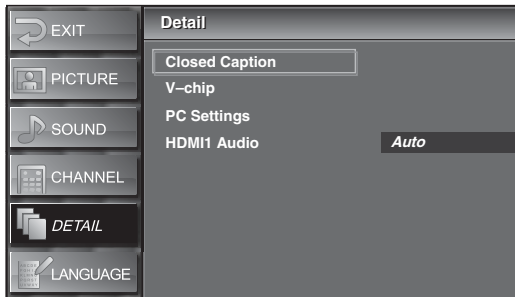 EXIT
PICTURE
SOUND
CHANNEL
DETAIL
LANGUAGE
Detail
Closed Caption
V–chip
PC Settings
HDMI1 Audio Auto